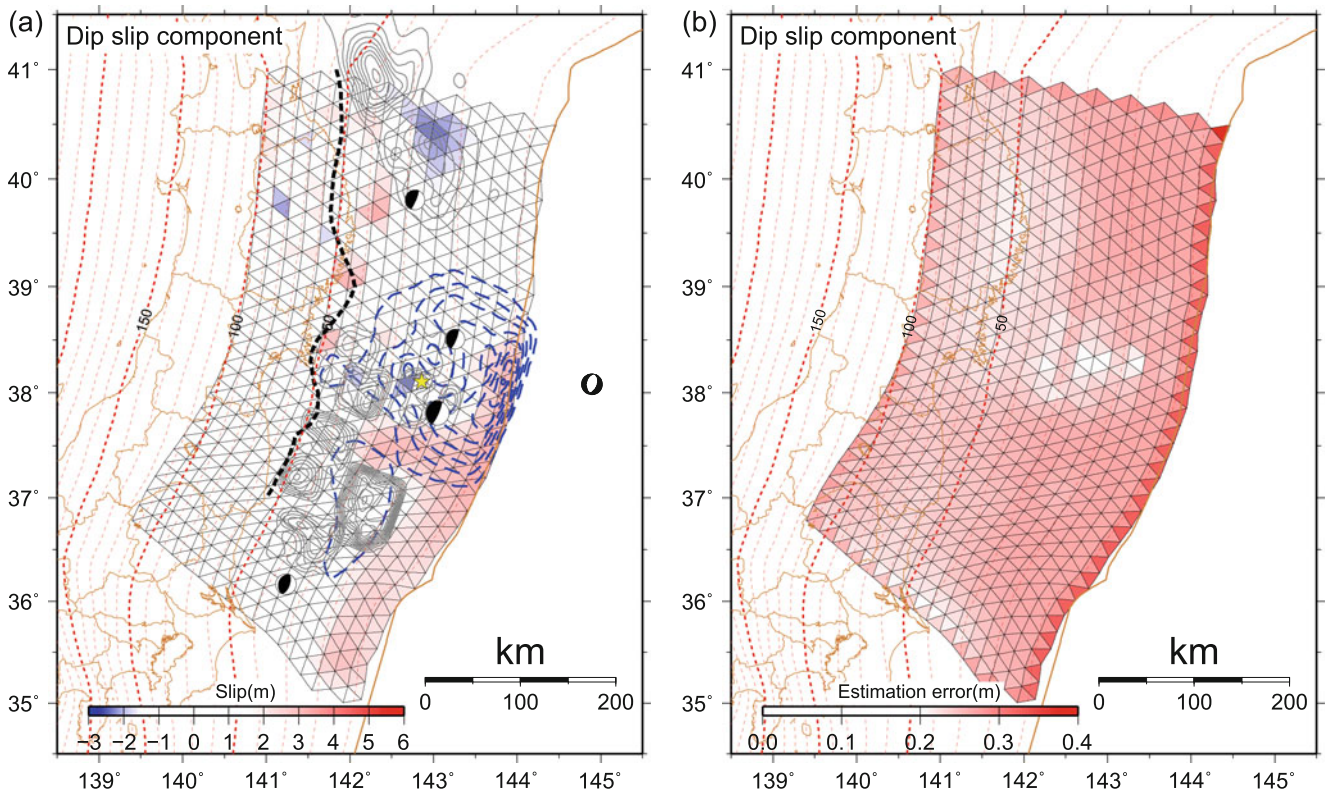 (a) Dip slip component
41°
40°
39°
38°
37°
36°
35°
150
100
50
km
0 100 200
Slip(m)
−3 −2 −1 0 1 2 3 4 5 6
139° 140° 141° 142° 143° 144° 145°
(b) Dip slip component
41°
40°
39°
38°
37°
36°
35°
150
100
50
km
0 100 200
Estimation error(m)
0.0 0.1 0.2 0.3 0.4
139° 140° 141° 142° 143° 144° 145°